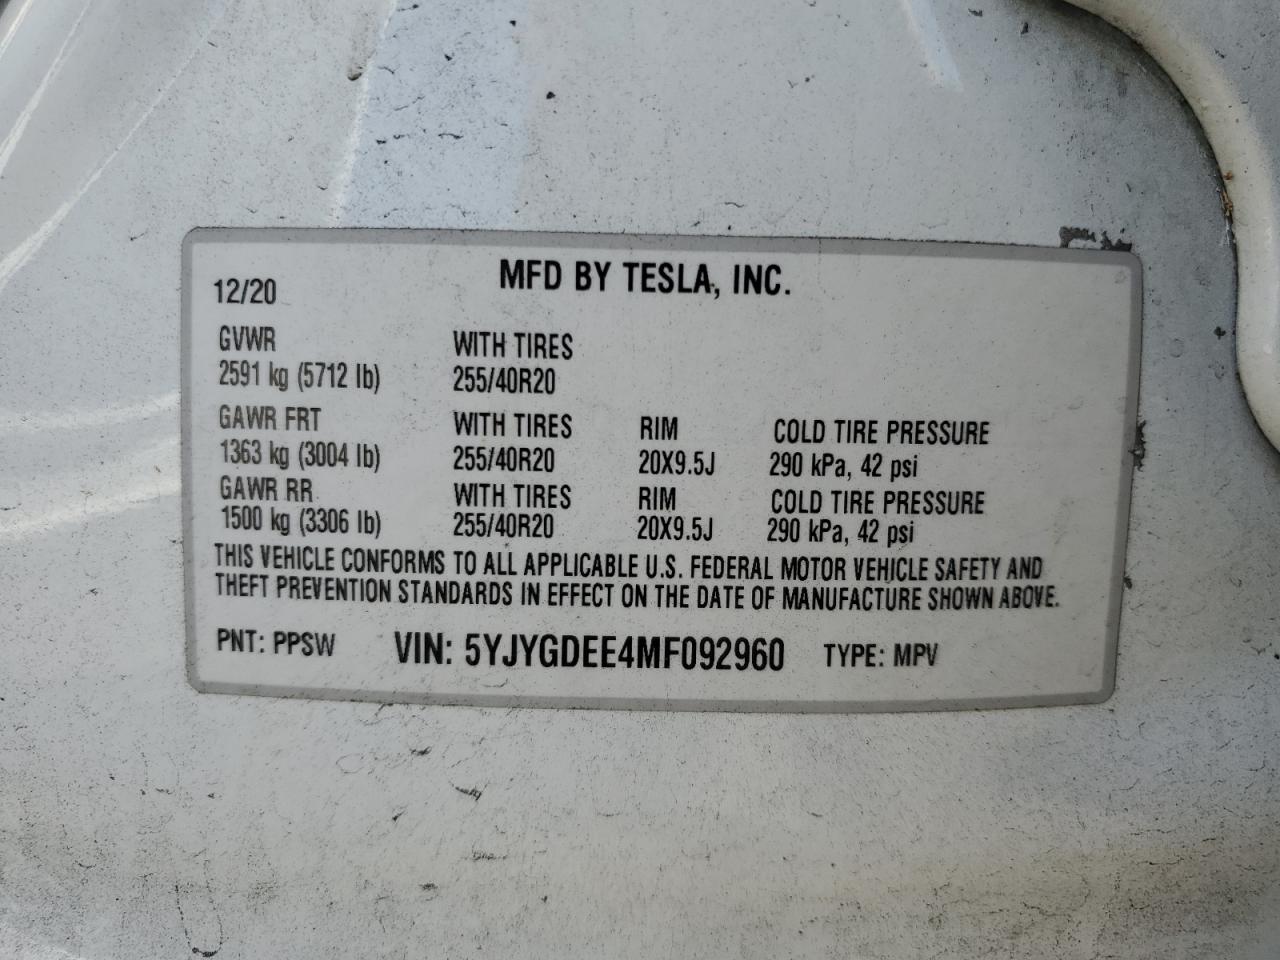 MFD BY TESLA, INC.
12/20
GVWR WITH TIRES
2591 kg (5712 lb) 255/40R20
GAWR FRT WITH TIRES RIM COLD TIRE PRESSURE
1363 kg (3004 lb) 255/40R20 20X9.5J 290 kPa, 42 psi
GAWR RR WITH TIRES RIM COLD TIRE PRESSURE
1500 kg (3306 lb) 255/40R20 20X9.5J 290 kPa, 42 psi
THIS VEHICLE CONFORMS TO ALL APPLICABLE U.S. FEDERAL MOTOR VEHICLE SAFETY AND
THEFT PREVENTION STANDARDS IN EFFECT ON THE DATE OF MANUFACTURE SHOWN ABOVE.
PNT: PPSW VIN: 5YJYGDEE4MF092960 TYPE: MPV